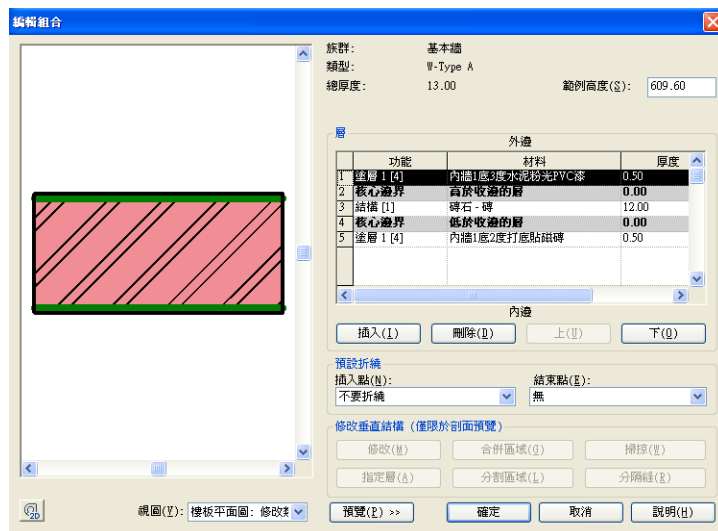 編輯組合
族群: 基本牆
類型: W-Type A
總厚度: 13.00 範例高度(S): 609.60
層
外邊
功能 材料 厚度
1 塗層 1 [4] 內牆1底3度水泥粉光PVC漆 0.50
2 核心邊界 高於收邊的層 0.00
3 結構 [1] 磚石 - 磚 12.00
4 核心邊界 低於收邊的層 0.00
5 塗層 1 [4] 內牆1底2度打底貼磁磚 0.50
內邊
插入(I) 刪除(D) 上(U) 下(O)
預設折繞
插入點(N): 結束點(E):
不要折繞 無
修改垂直結構 (僅限於剖面預覽)
修改(M) 合併區域(G) 掃掠(W)
指定層(A) 分割區域(L) 分隔縫(R)
2D 視圖(V): 樓板平面圖: 修改 預覽(P) >> 確定 取消 說明(H)